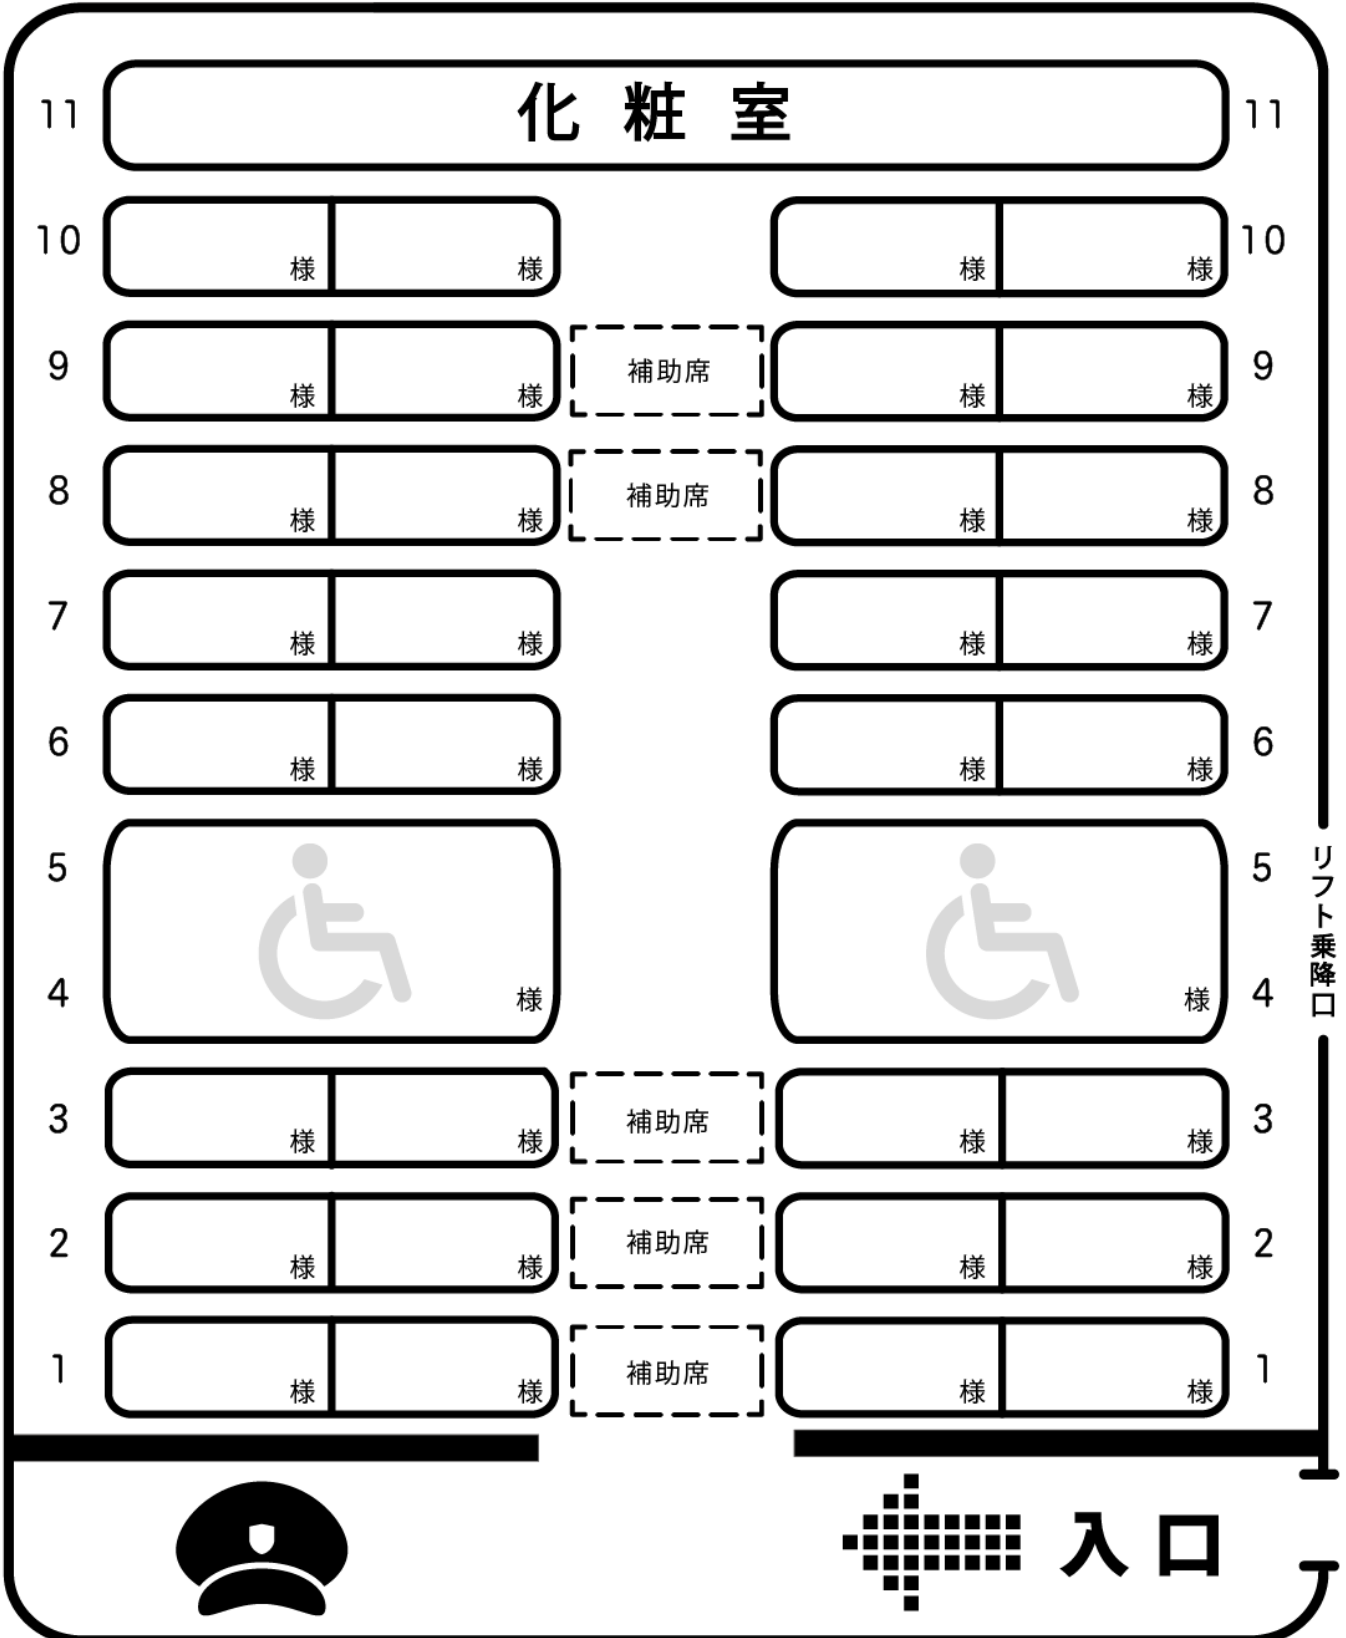 11 化粧室 11
10 様 様 様 様 10
9 様 様 補助席 様 様 9
8 様 様 補助席 様 様 8
7 様 様 様 様 7
6 様 様 様 様 6
5 5
リフト乗降口
4 様 様 4
3 様 様 補助席 様 様 3
2 様 様 補助席 様 様 2
1 様 様 補助席 様 様 1
入口